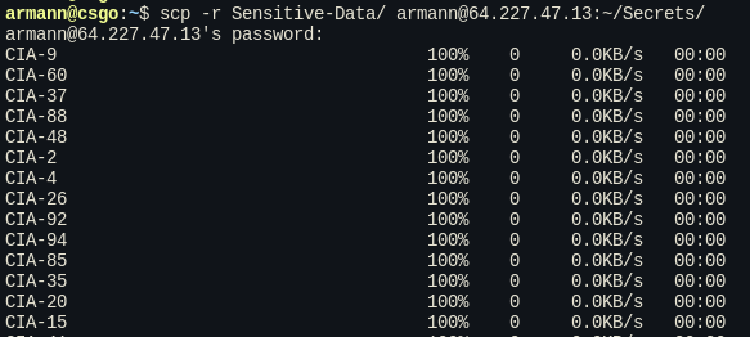 armann@csgo:~$ scp -r Sensitive-Data/ armann@64.227.47.13:~/Secrets/
armann@64.227.47.13's password:
CIA-9 100% 0 0.0KB/s 00:00
CIA-60 100% 0 0.0KB/s 00:00
CIA-37 100% 0 0.0KB/s 00:00
CIA-88 100% 0 0.0KB/s 00:00
CIA-48 100% 0 0.0KB/s 00:00
CIA-2 100% 0 0.0KB/s 00:00
CIA-4 100% 0 0.0KB/s 00:00
CIA-26 100% 0 0.0KB/s 00:00
CIA-92 100% 0 0.0KB/s 00:00
CIA-94 100% 0 0.0KB/s 00:00
CIA-85 100% 0 0.0KB/s 00:00
CIA-35 100% 0 0.0KB/s 00:00
CIA-20 100% 0 0.0KB/s 00:00
CIA-15 100% 0 0.0KB/s 00:00